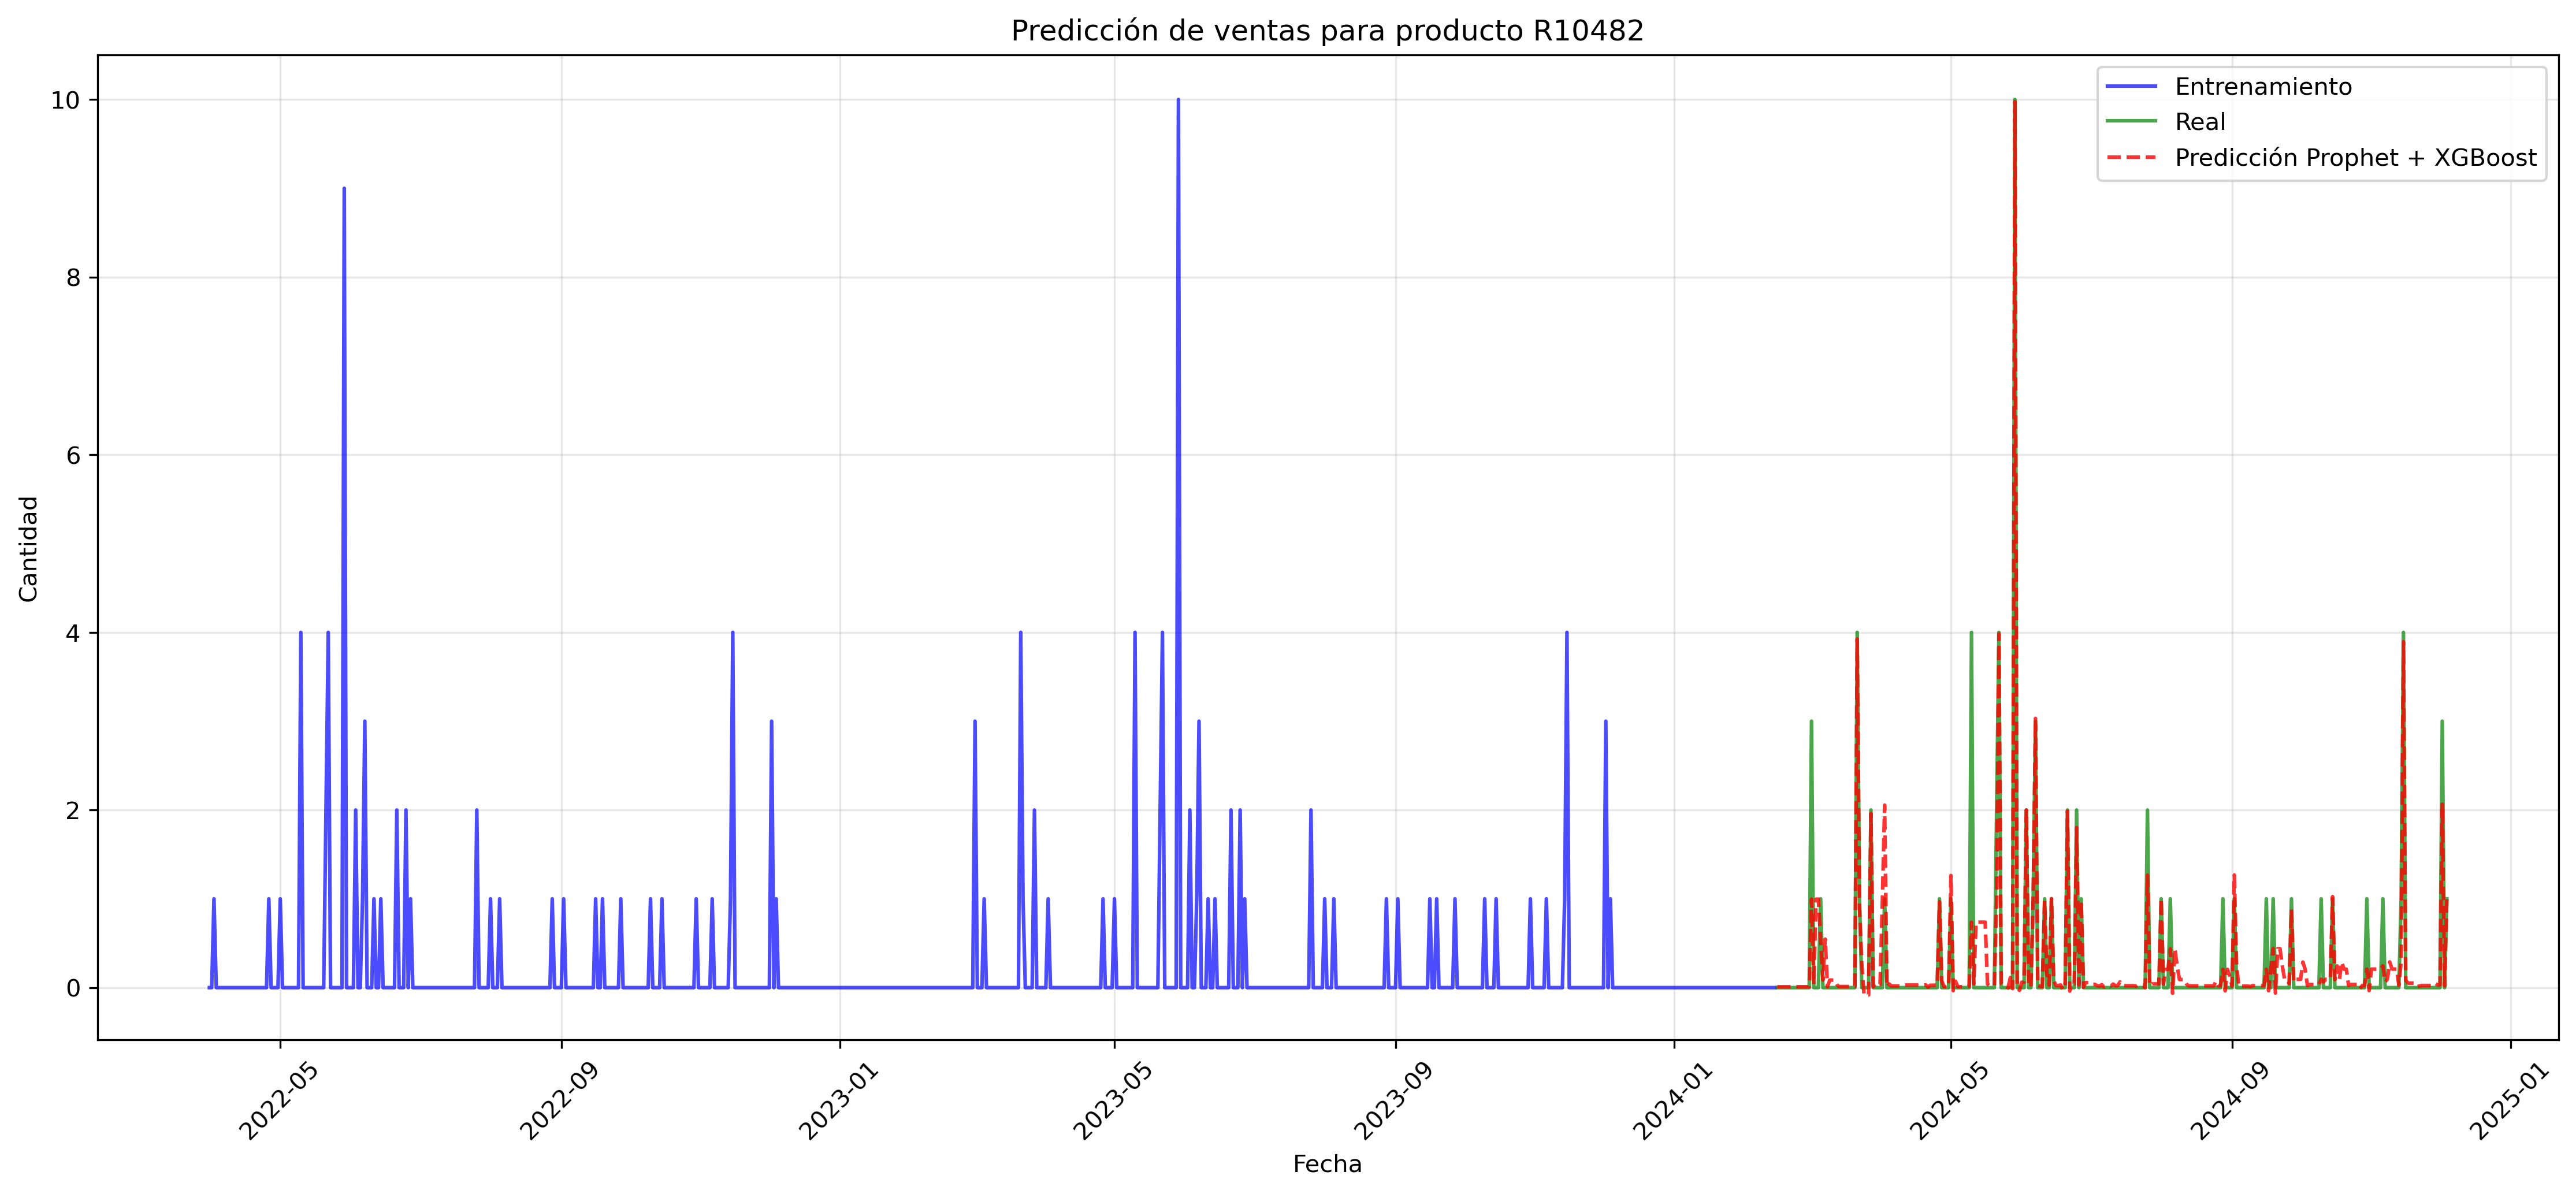 Predicción de ventas para producto R10482
Entrenamiento
Real
Predicción Prophet + XGBoost
Cantidad
10
8
6
4
2
0
2022-05
2022-09
2023-01
2023-05
2023-09
2024-01
2024-05
2024-09
2025-01
Fecha